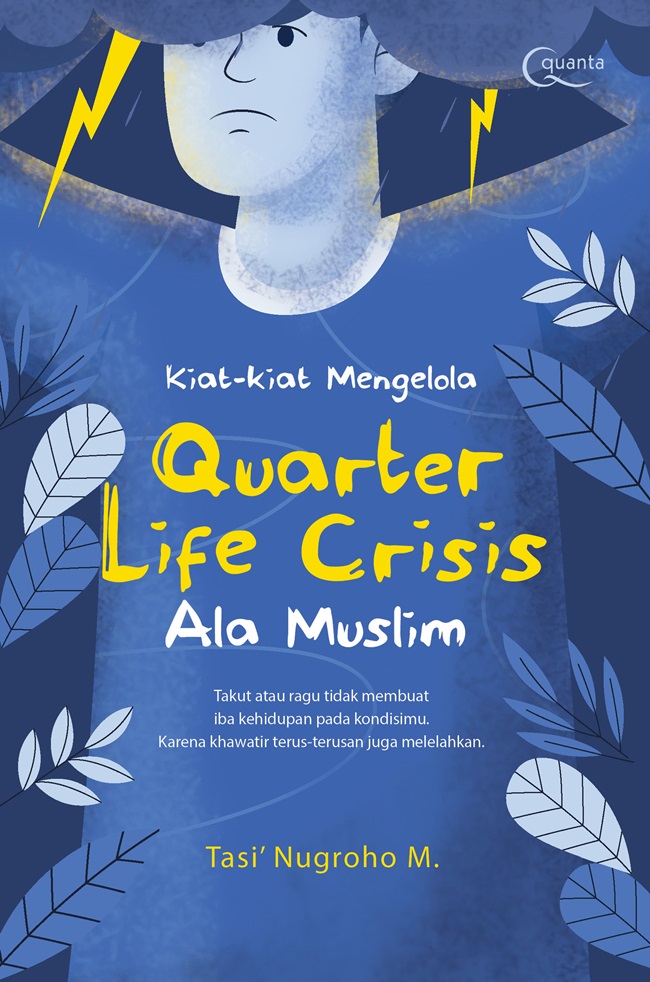 quanta
Kiat-kiat Mengelola
Quarter
Life Crisis
Ala Muslim
Takut atau ragu tidak membuat
iba kehidupan pada kondisimu.
Karena khawatir terus-terusan juga melelahkan.
Tasi’ Nugroho M.